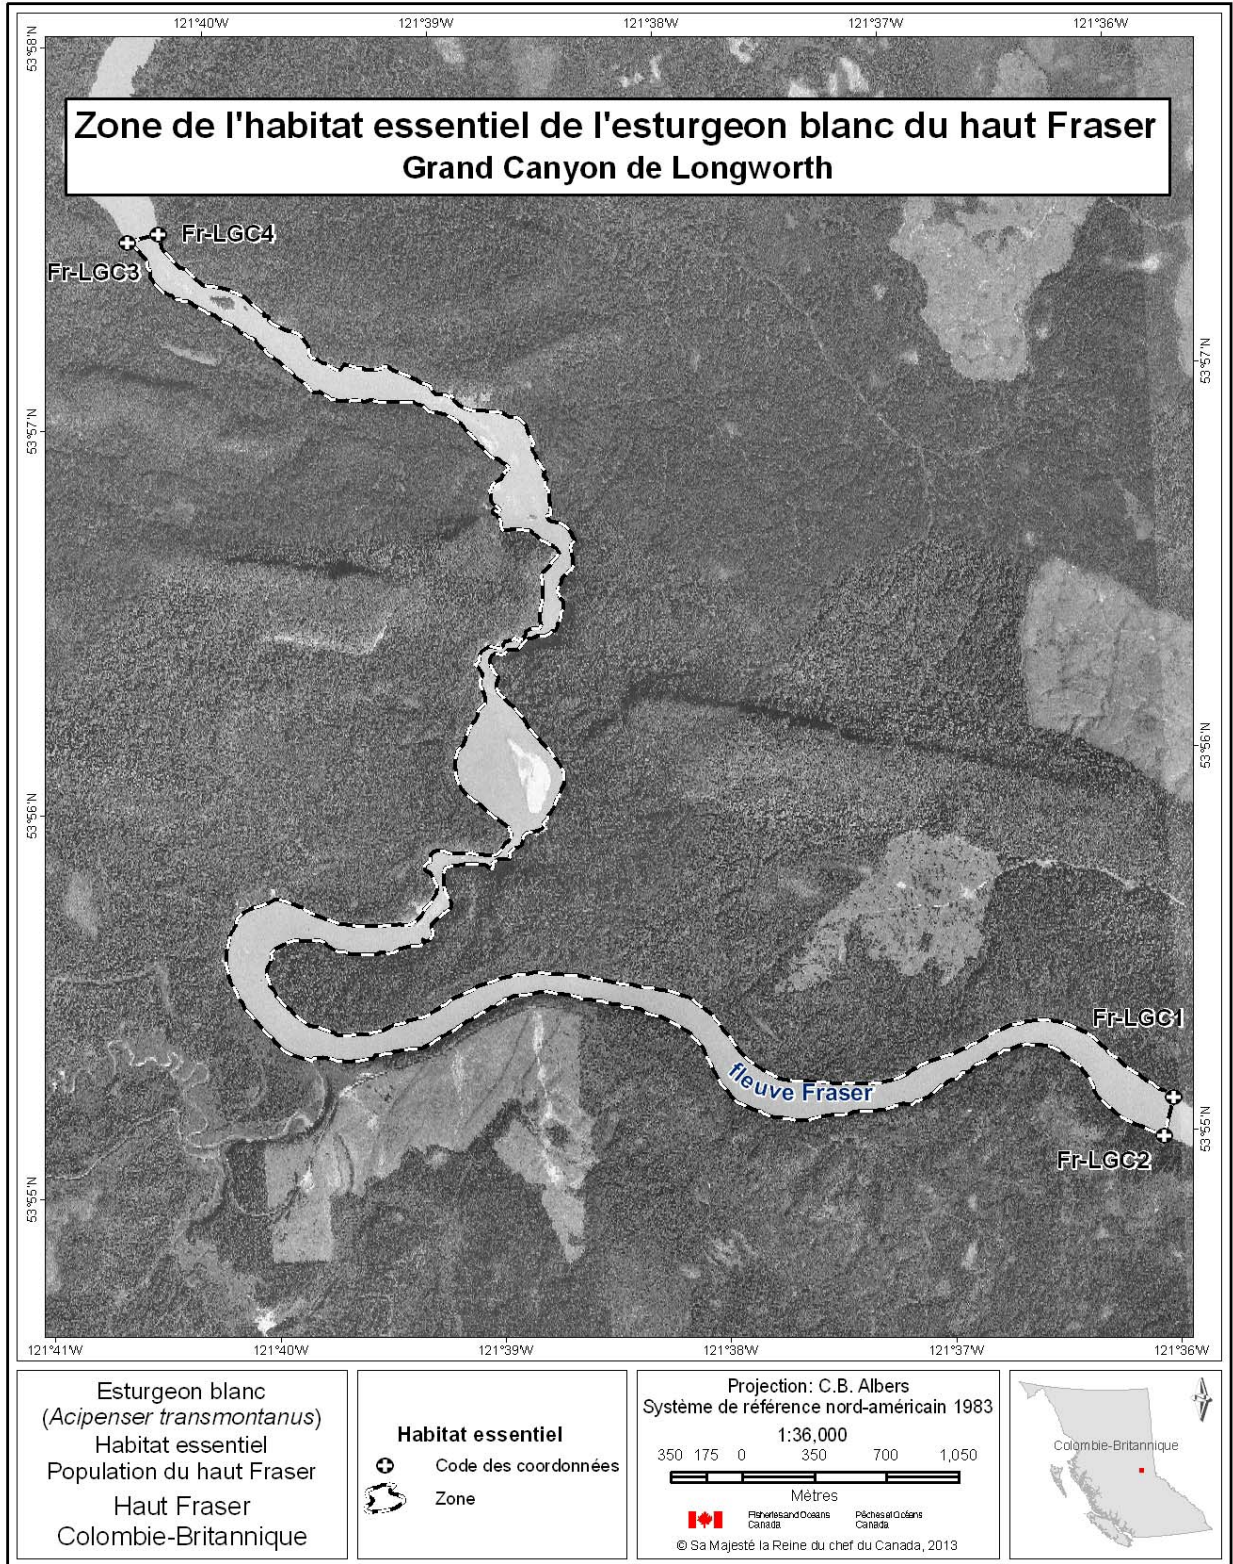 121°40'W 121°39'W 121°38'W 121°37'W 121°36'W
53°58'N
Zone de l'habitat essentiel de l'esturgeon blanc du haut Fraser
Grand Canyon de Longworth
Fr-LGC4
Fr-LGC3
53°57'N
53°57'N
53°56'N
53°56'N
Fr-LGC1
fleuve Fraser
53°55'N
Fr-LGC2
53°55'N
121°41'W 121°40'W 121°39'W 121°38'W 121°37'W 121°36'W
Esturgeon blanc
(Acipenser transmontanus)
Habitat essentiel
Population du haut Fraser
Haut Fraser
Colombie-Britannique
Habitat essentiel
Code des coordonnées
Zone
Projection: C.B. Albers
Système de référence nord-américain 1983
1:36,000
350 175 0 350 700 1,050
Mètres
Fisheries and Oceans
Canada
Pêches et Océans
Canada
© Sa Majesté la Reine du chef du Canada, 2013
Colombie-Britannique